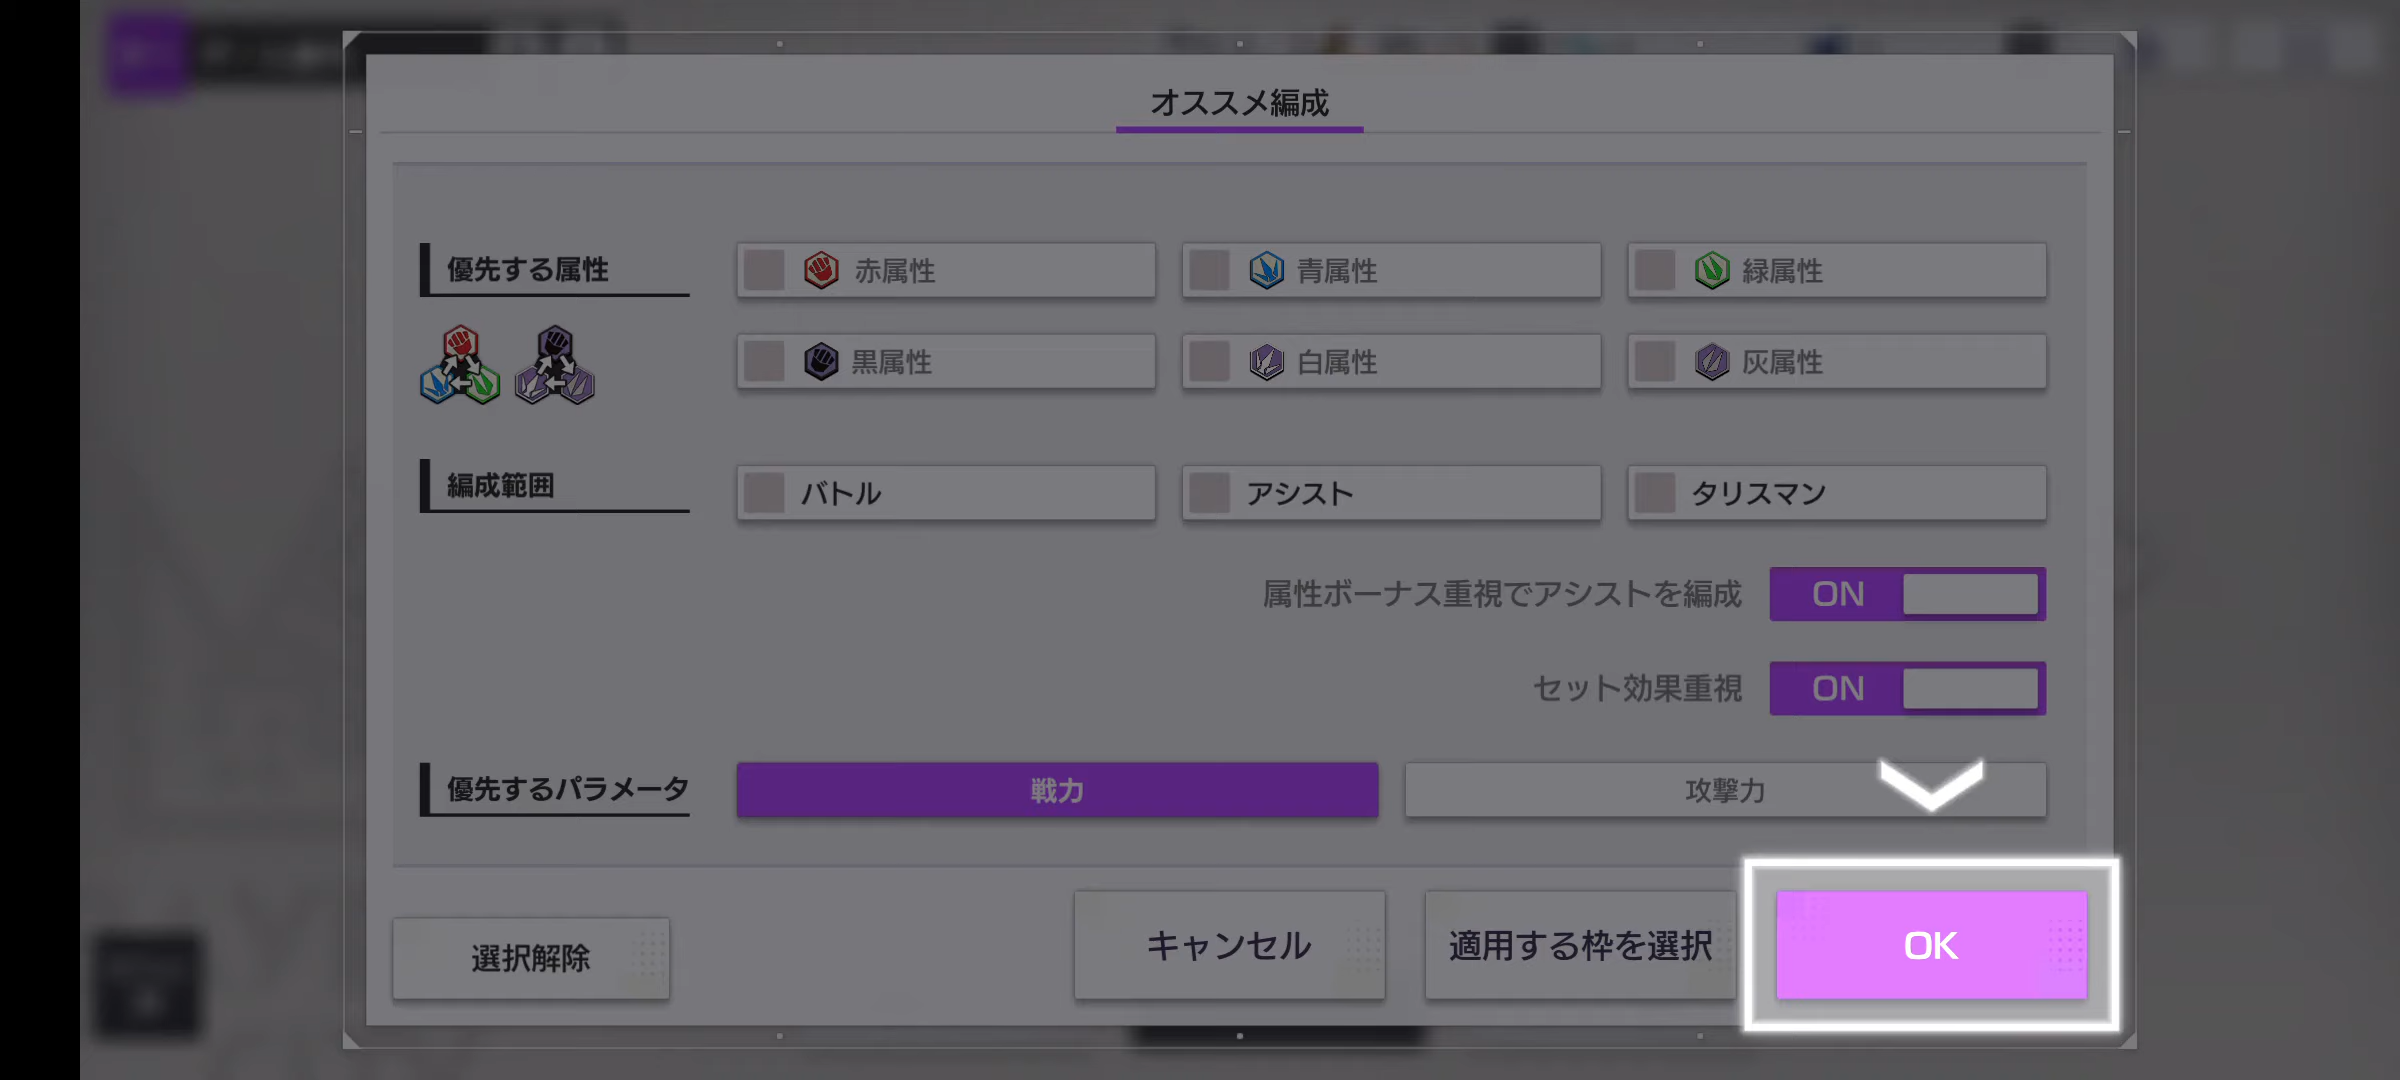 オススメ編成
優先する属性
赤属性
青属性
緑属性
黒属性
白属性
灰属性
編成範囲
バトル
アシスト
タリスマン
属性ボーナス重視でアシストを編成
ON
セット効果重視
ON
優先するパラメータ
戦力
攻撃力
選択解除
キャンセル
適用する枠を選択
OK